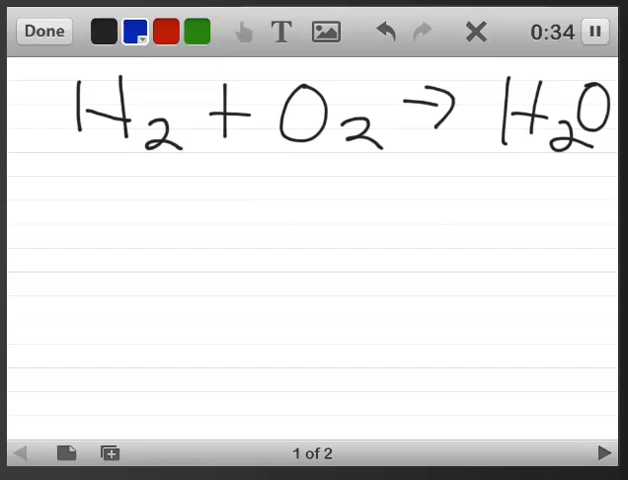 Done T 0:34
H₂ + O₂ → H₂O
1 of 2